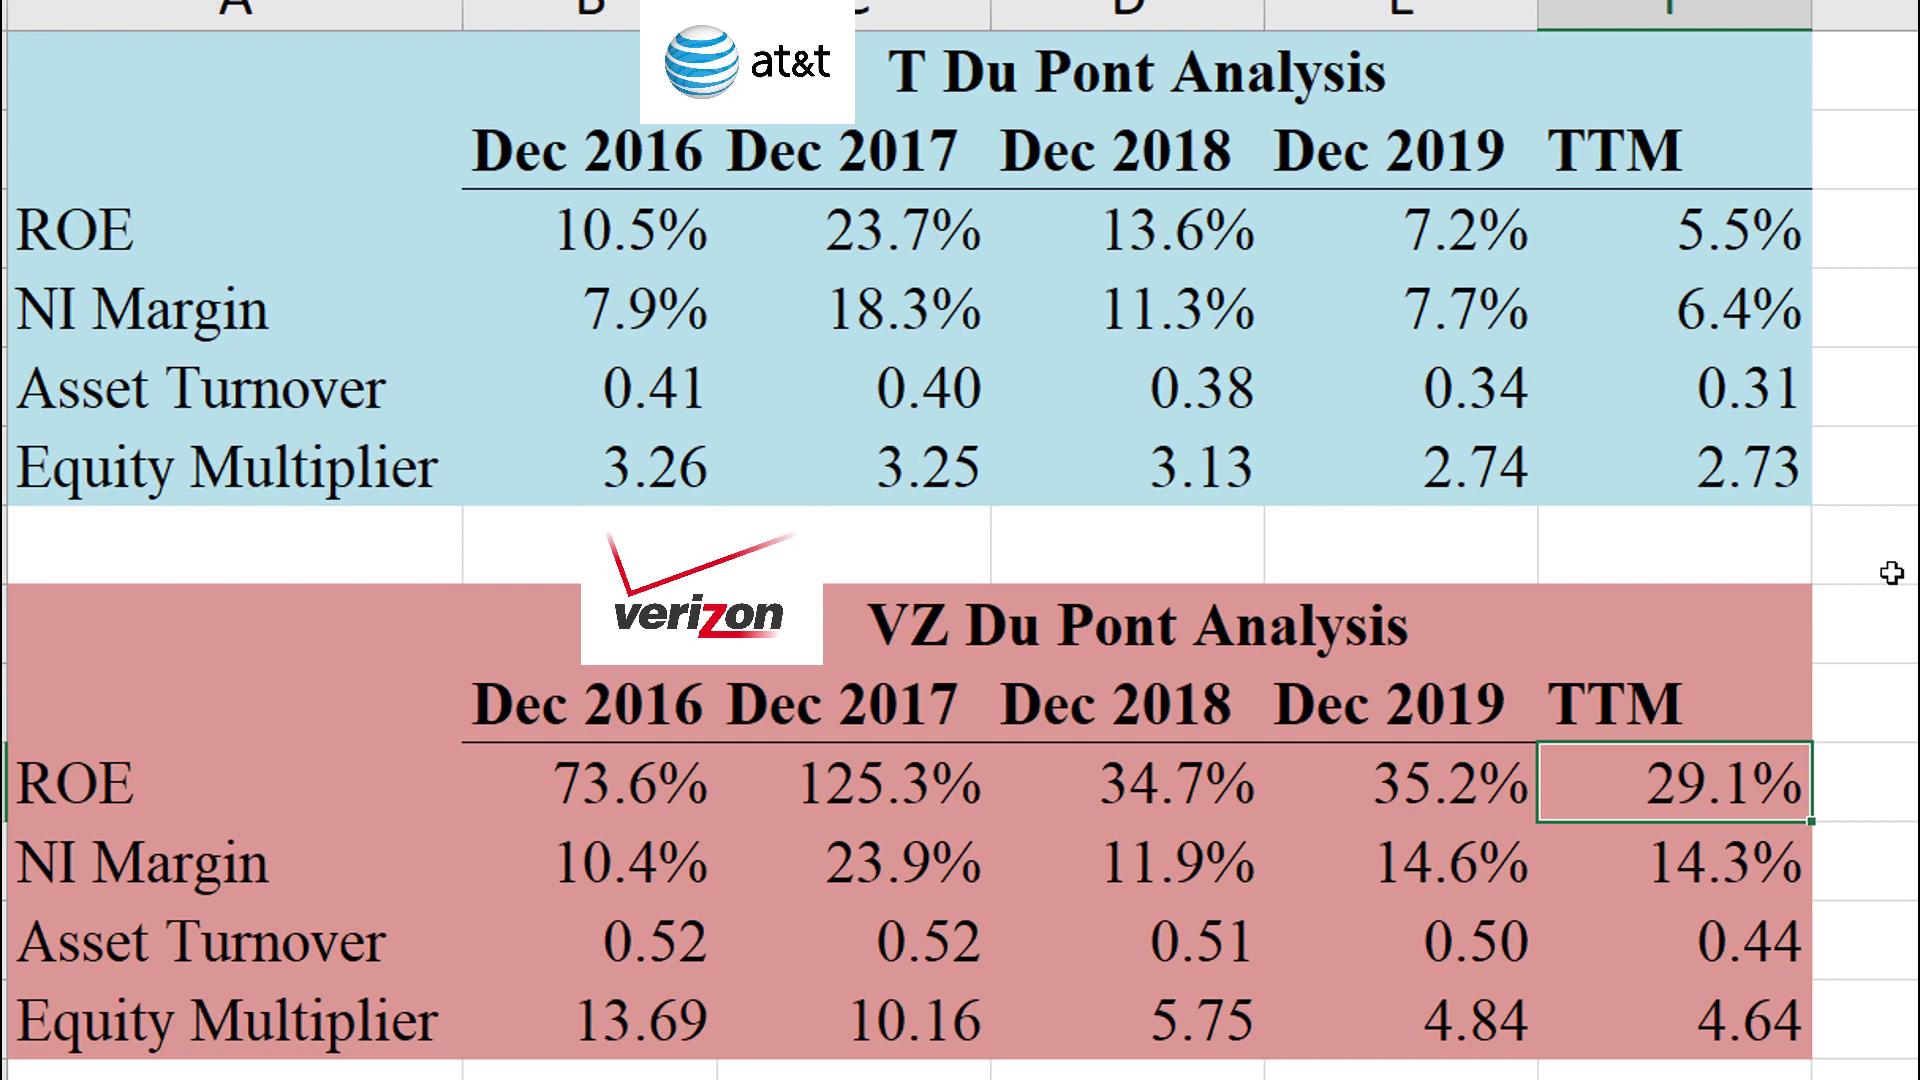 A B C D E F
at&t T Du Pont Analysis
Dec 2016 Dec 2017 Dec 2018 Dec 2019 TTM
ROE 10.5% 23.7% 13.6% 7.2% 5.5%
NI Margin 7.9% 18.3% 11.3% 7.7% 6.4%
Asset Turnover 0.41 0.40 0.38 0.34 0.31
Equity Multiplier 3.26 3.25 3.13 2.74 2.73
verizon VZ Du Pont Analysis
Dec 2016 Dec 2017 Dec 2018 Dec 2019 TTM
ROE 73.6% 125.3% 34.7% 35.2% 29.1%
NI Margin 10.4% 23.9% 11.9% 14.6% 14.3%
Asset Turnover 0.52 0.52 0.51 0.50 0.44
Equity Multiplier 13.69 10.16 5.75 4.84 4.64